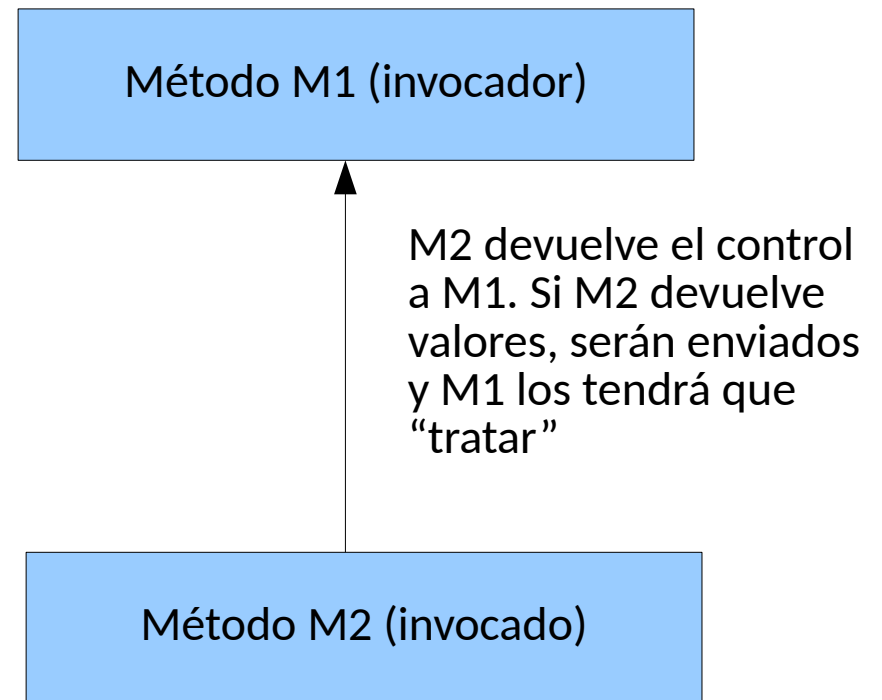 Método M1 (invocador)
M2 devuelve el control
a M1. Si M2 devuelve
valores, serán enviados
y M1 los tendrá que
“tratar”
Método M2 (invocado)